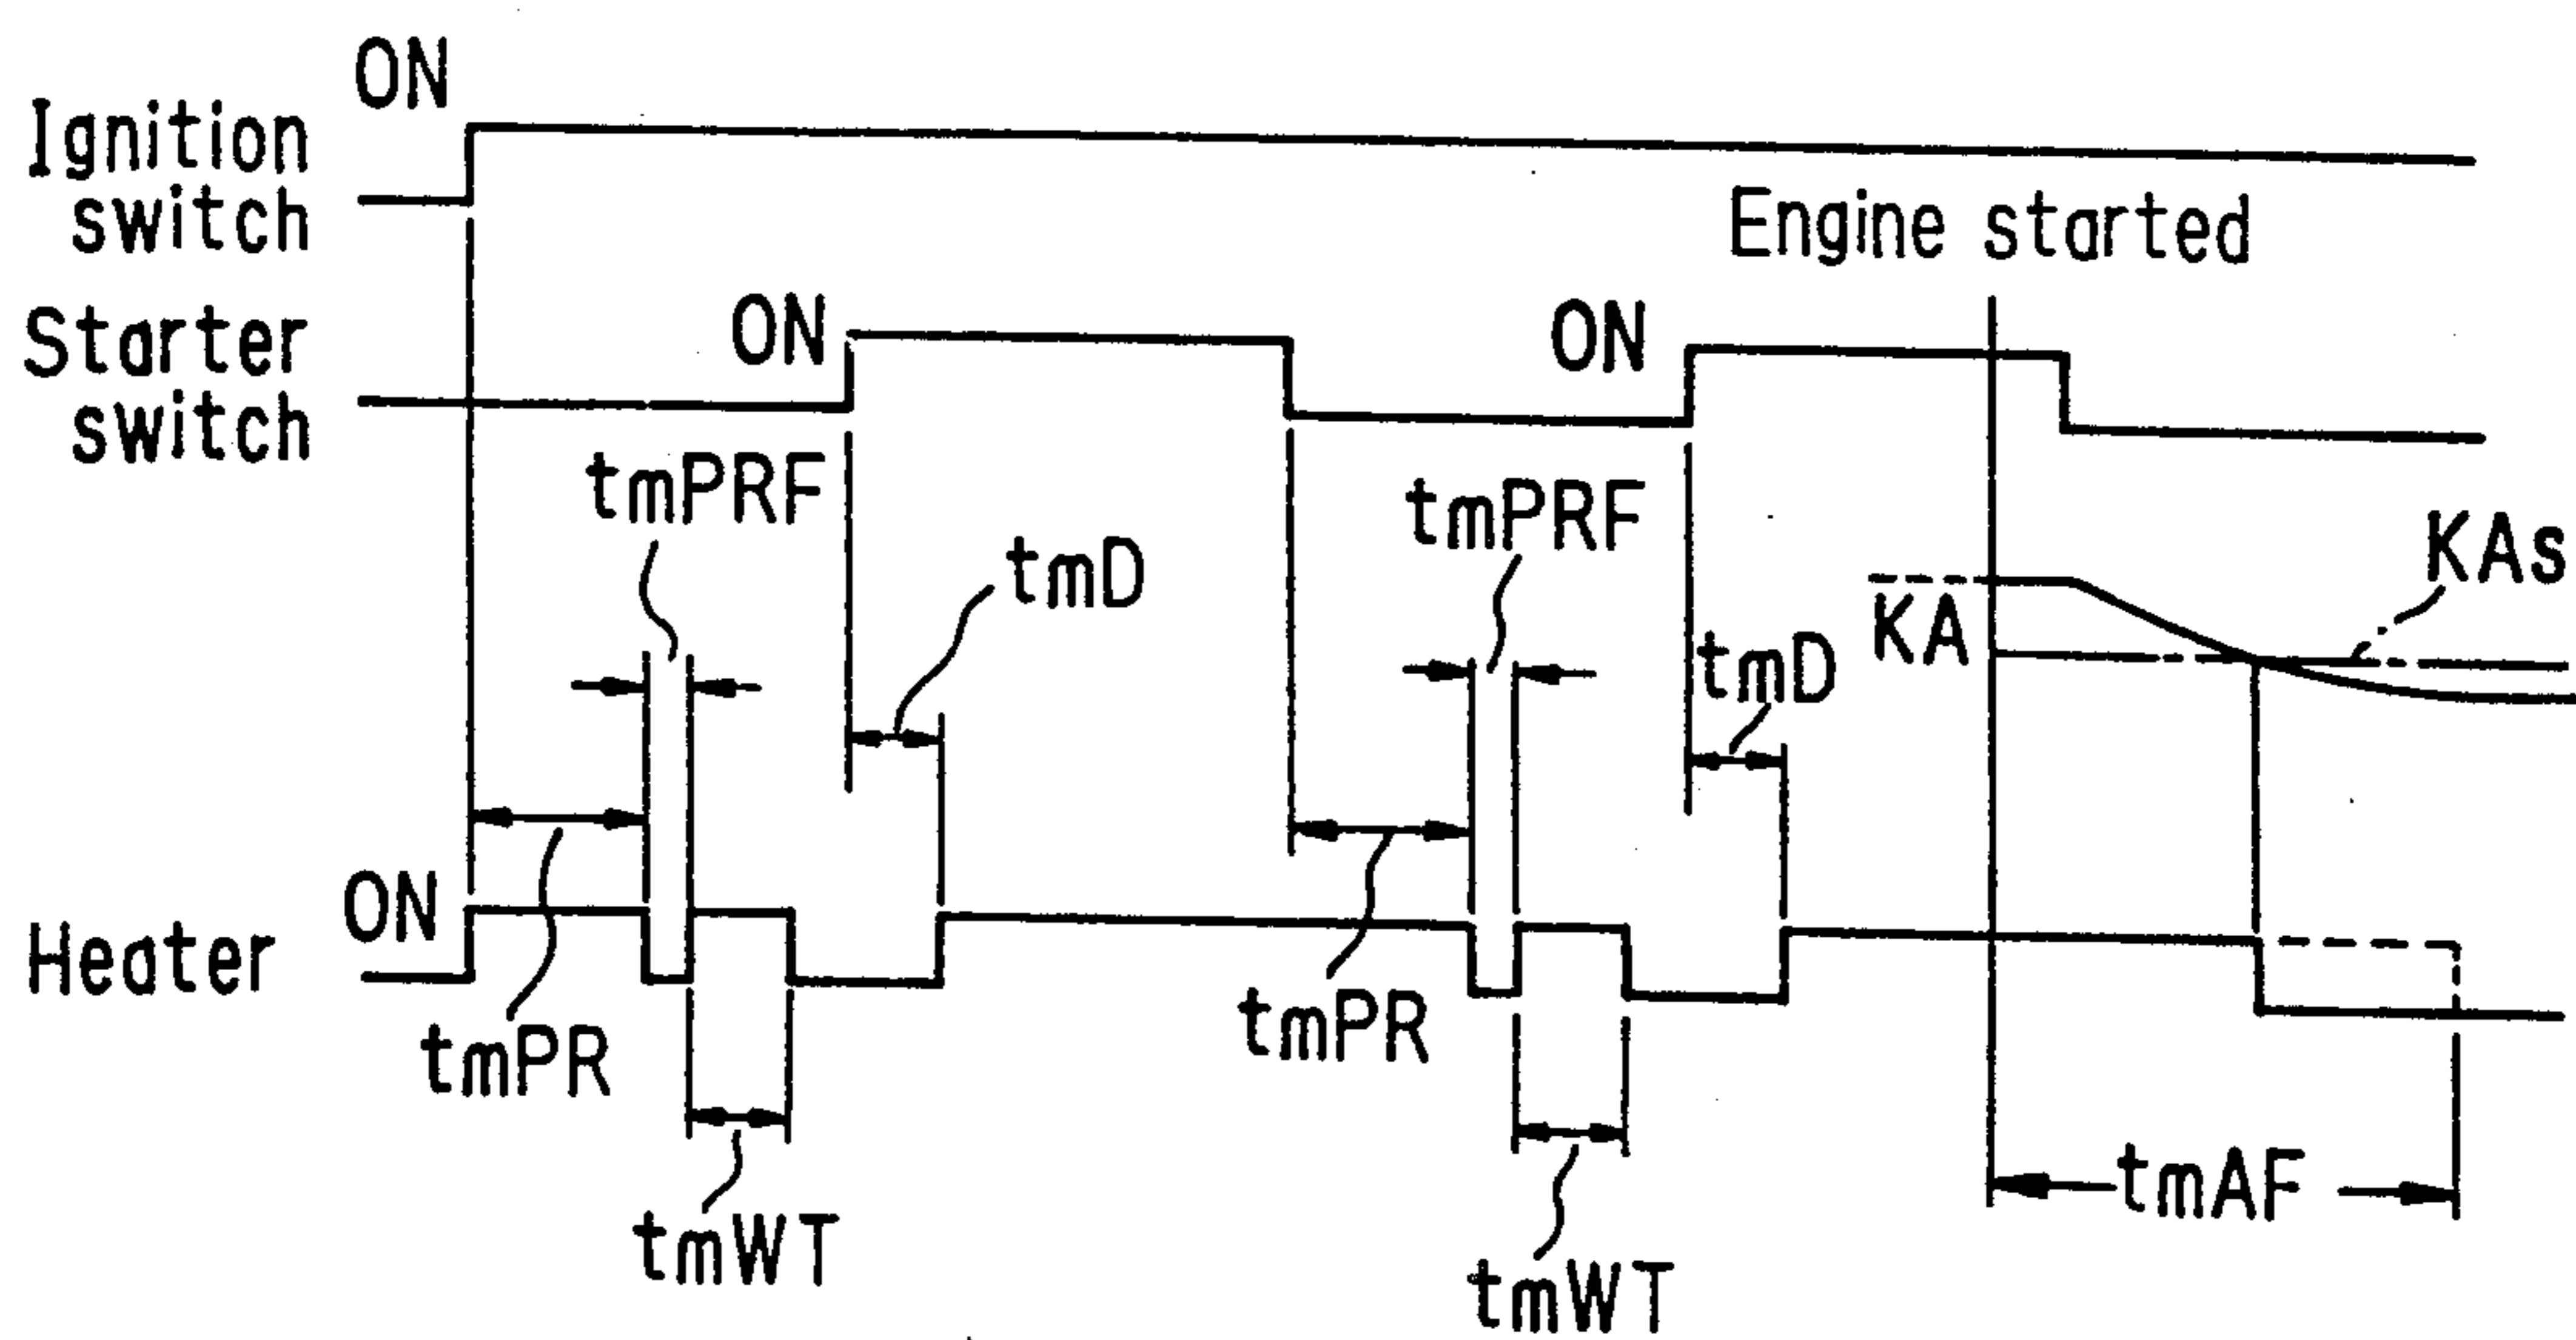 ON
Ignition
switch
Engine started
Starter
switch
ON
ON
tmPRF
tmD
tmPRF
KA
KAs
tmD
Heater
ON
tmPR
tmPR
tmWT
tmWT
tmAF